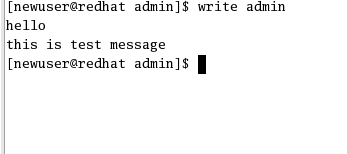 [newuser@redhat admin]$ write admin
hello
this is test message
[newuser@redhat admin]$